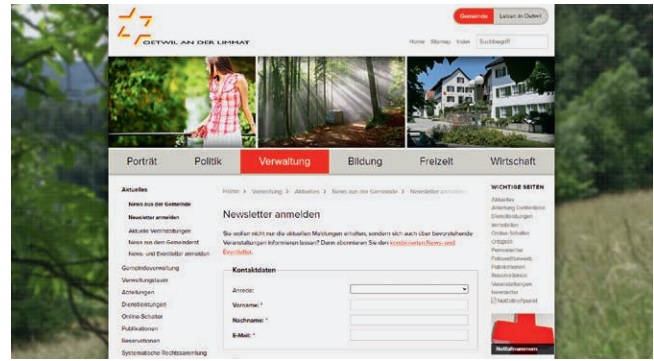 OETWIL AN DER LIMMAT
Gemeinde
Leben in Oetwil
Home Sitemap Index
Suchbegriff
Porträt
Politik
Verwaltung
Bildung
Freizeit
Wirtschaft
Aktuelles
News aus der Gemeinde
Newsletter anmelden
Aktuelle Veranstaltungen
News aus dem Gemeinderat
News- und Eventletter anmelden
Gemeindeverwaltung
Verwaltungsteam
Abteilungen
Dienstleistungen
Online-Schalter
Publikationen
Reservationen
Systematische Rechtssammlung
Home > Verwaltung > Aktuelles > News aus der Gemeinde > Newsletter anmelden
Newsletter anmelden
Sie wollen nicht nur die aktuellen Meldungen erhalten, sondern sich auch über bevorstehende
Veranstaltungen informieren lassen? Dann abonnieren Sie den kombinierten News- und
Eventletter.
Kontaktdaten
Anrede:
Vorname: *
Nachname: *
E-Mail: *
WICHTIGE SEITEN
Aktuelles
Dienstleistungen
Online-Schalter
Ortsplan
Publikationen
Reservationen
Veranstaltungen
Newsletter
Notfalltreffpunkt
Notfallnummern